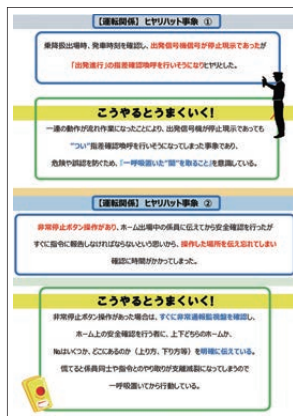 【運転関係】ヒヤリハット事象 ①
乗降扱出場時、発車時刻を確認し、出発信号機信号が停止現示であったが
「出発進行」の指差確認喚呼を行いそうになりヒヤリとした。
こうやるとうまくいく！
一連の動作が流れ作業になったことにより、出発信号機が停止現示であっても
“つい”指差確認喚呼を行いそうになってしまった事象であり、
危険や誤認を防ぐため、『一呼吸置いた“間”を取ること』を意識している。
【運転関係】ヒヤリハット事象 ②
非常停止ボタン操作があり、ホーム出場中の係員に伝えてから安全確認を行ったが
すぐに指令に報告しなければならないという思いから、操作した場所を伝え忘れてしまい
確認に時間がかかってしまった。
こうやるとうまくいく！
非常停止ボタン操作があった場合は、すぐに非常通報監視盤を確認し、
ホーム上の安全確認を行う者に、上下どちらのホームか、
Noはいくつか、どこにあるのか（上り方、下り方等）を明確に伝えている。
慌てると係員同士や指令とのやり取りが支離滅裂になってしまうので
一呼吸置いてから行動している。